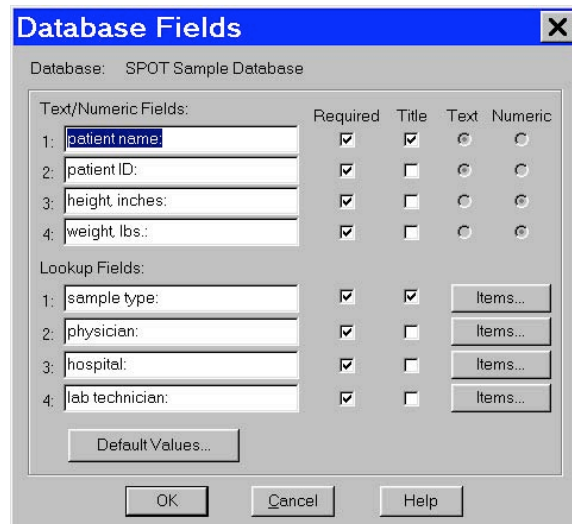 Database Fields
Database: SPOT Sample Database
Text/Numeric Fields: Required Title Text Numeric
1: patient name:
2: patient ID:
3: height, inches:
4: weight, lbs.:
Lookup Fields:
1: sample type: Items...
2: physician: Items...
3: hospital: Items...
4: lab technician: Items...
Default Values...
OK Cancel Help